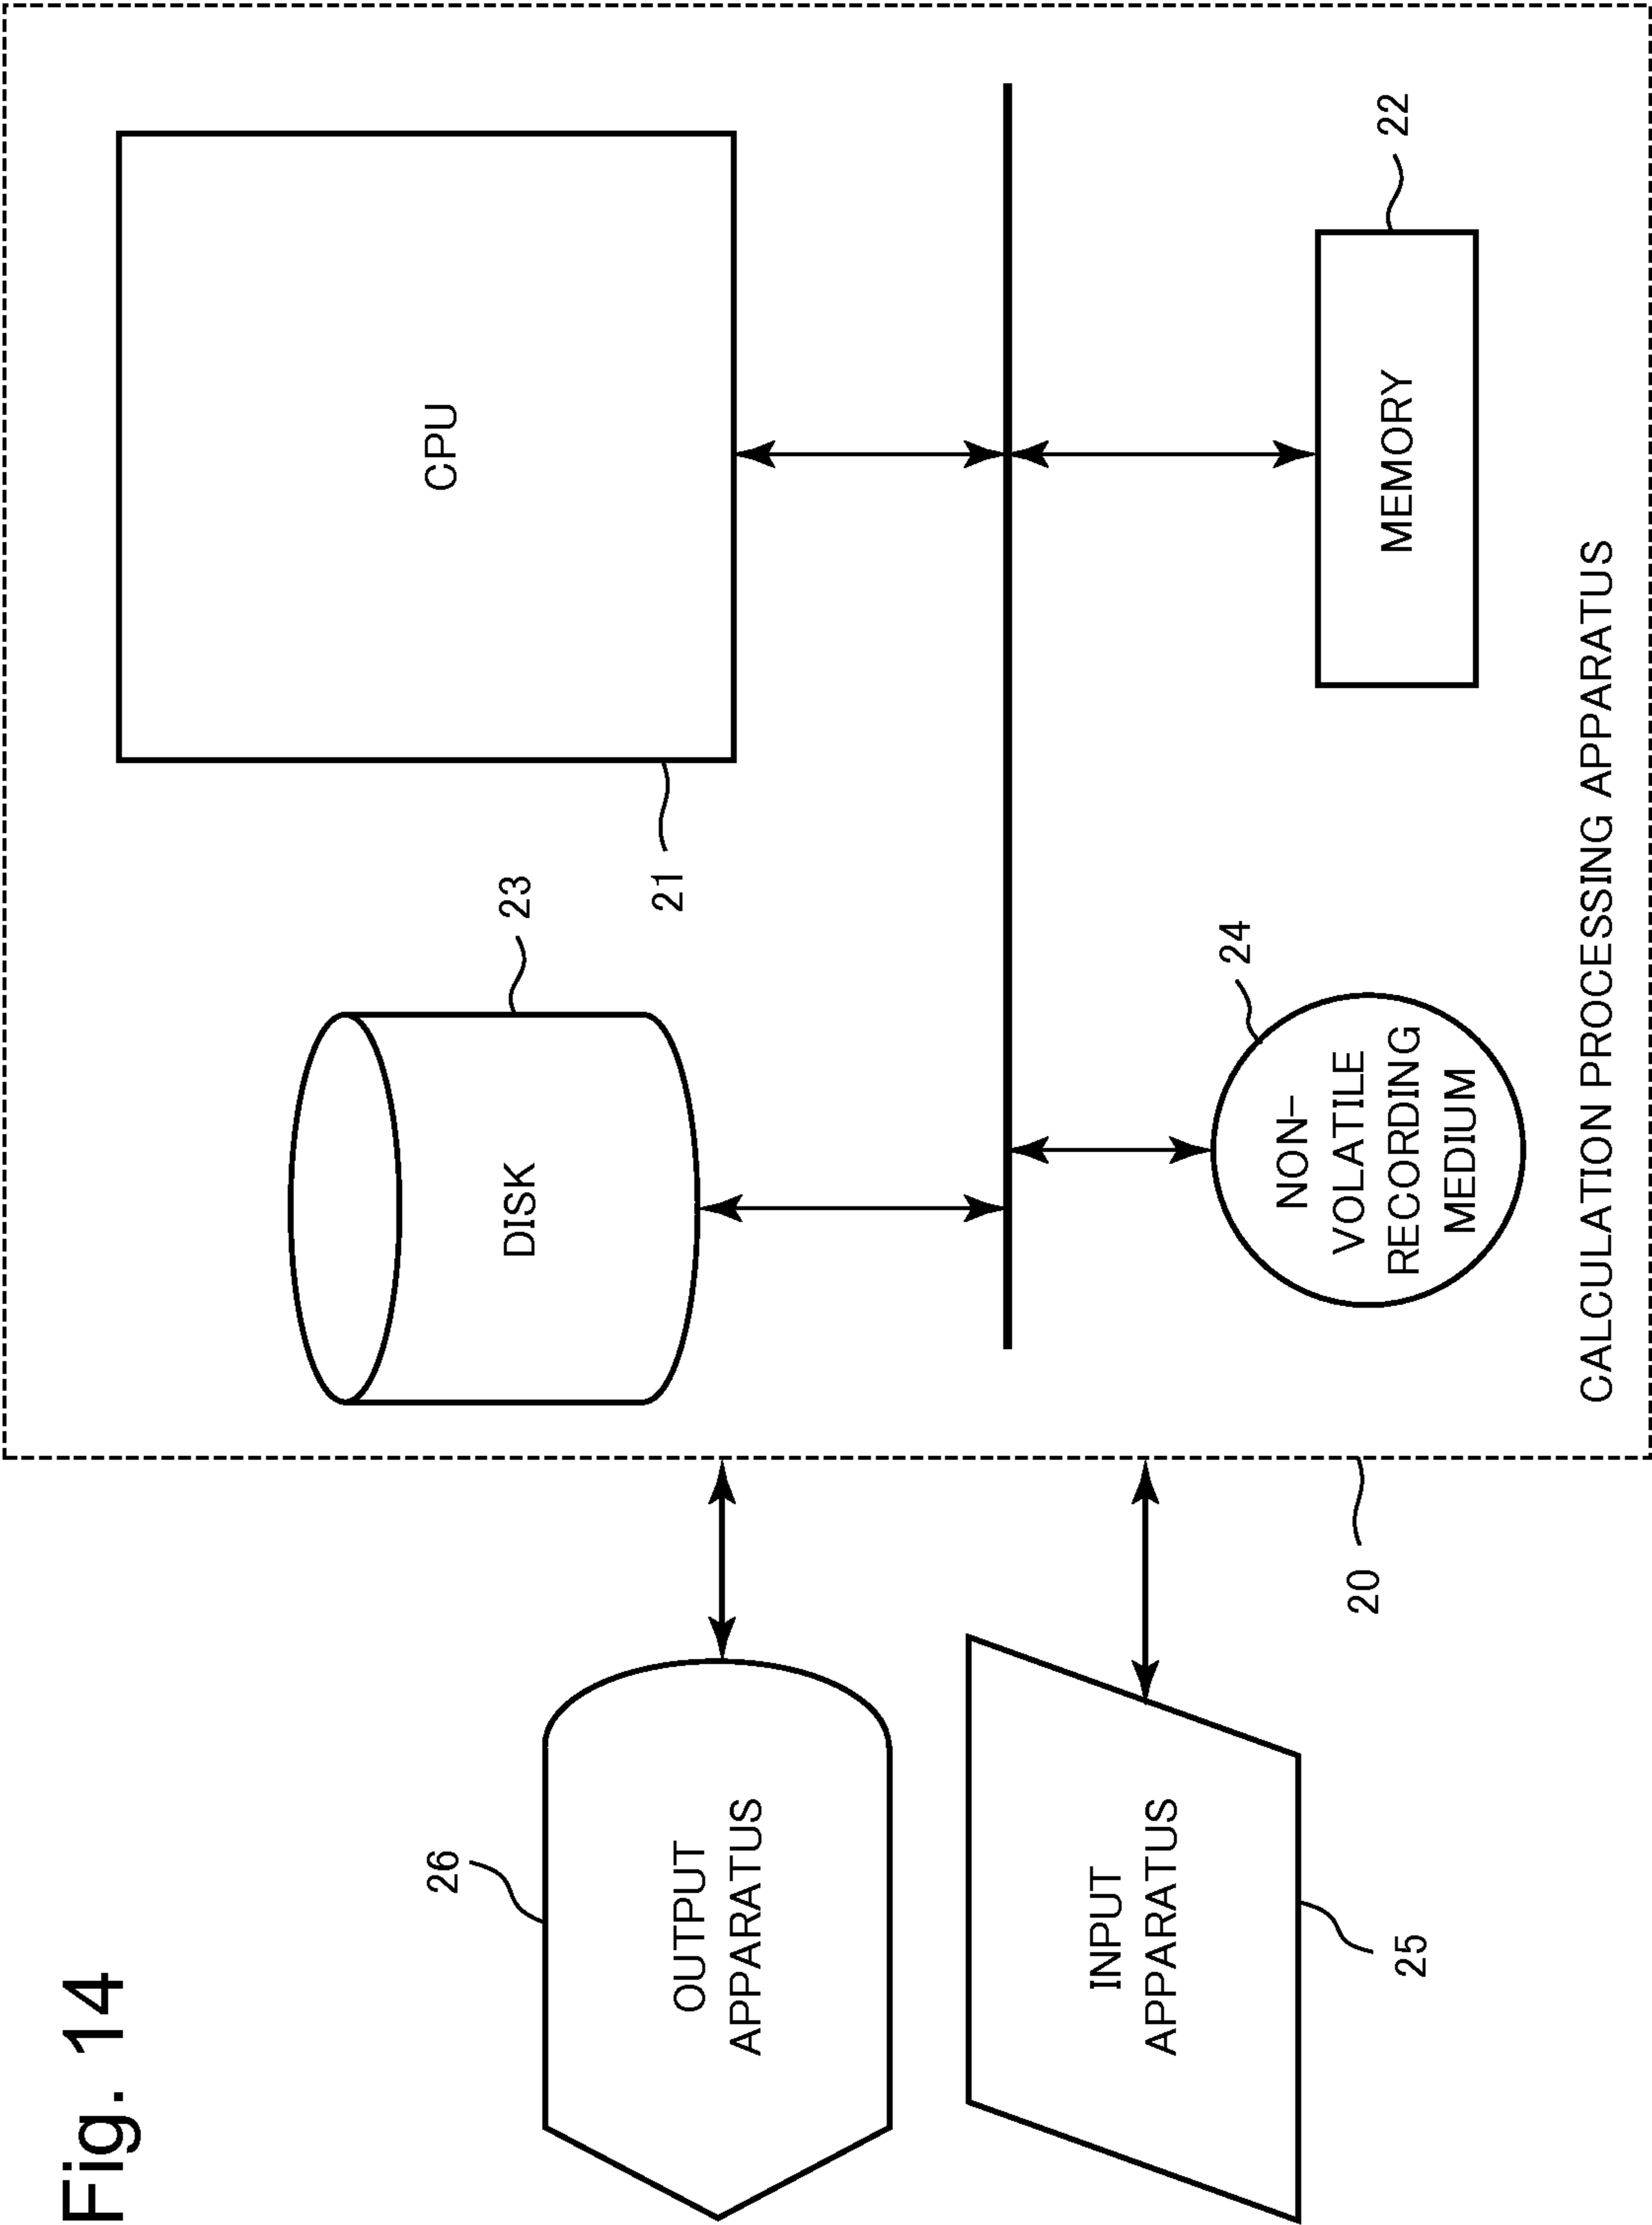 Fig. 14
26
OUTPUT
APPARATUS
INPUT
APPARATUS
25
20
23
DISK
21
CPU
24
NON-
VOLATILE
RECORDING
MEDIUM
22
MEMORY
CALCULATION PROCESSING APPARATUS